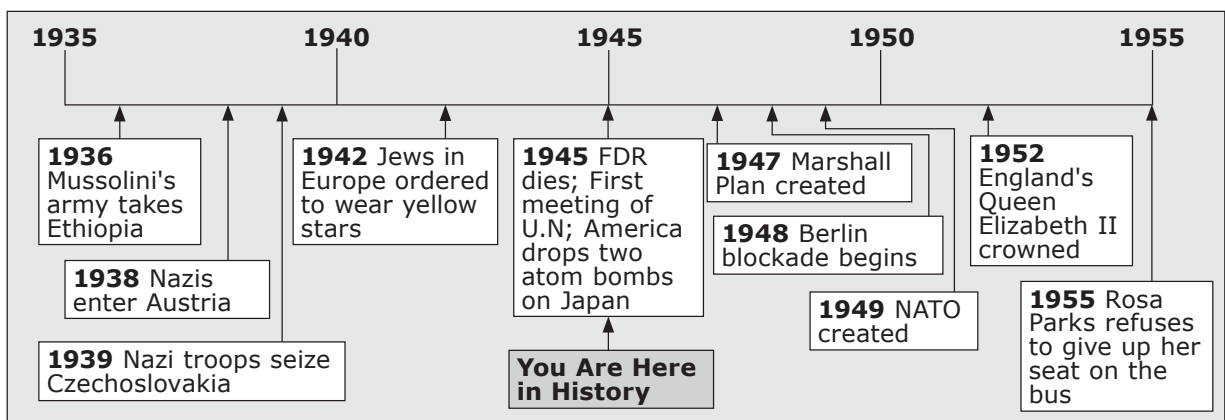 1935
1940
1945
1950
1955
1936
Mussolini's
army takes
Ethiopia
1938 Nazis
enter Austria
1939 Nazi troops seize
Czechoslovakia
1942 Jews in
Europe ordered
to wear yellow
stars
1945 FDR
dies; First
meeting of
U.N; America
drops two
atom bombs
on Japan
You Are Here
in History
1947 Marshall
Plan created
1948 Berlin
blockade begins
1949 NATO
created
1952
England's
Queen
Elizabeth II
crowned
1955 Rosa
Parks refuses
to give up her
seat on the
bus